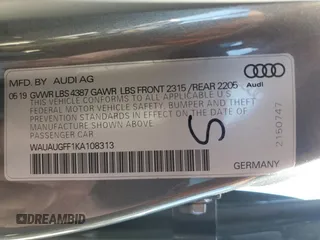 MFD. BY AUDI AG
05 19 GVWR LBS 4387 GAWR LBS FRONT 2315 /REAR 2205
Audi
THIS VEHICLE CONFORMS TO ALL APPLICABLE
FEDERAL MOTOR VEHICLE SAFETY, BUMPER AND THEFT
PREVENTION STANDARDS IN EFFECT ON THE DATE OF
MANUFACTURE SHOWN ABOVE
PASSENGER CAR
WAUAUGFF1KA108313
GERMANY
S
2150747
DREAMBID